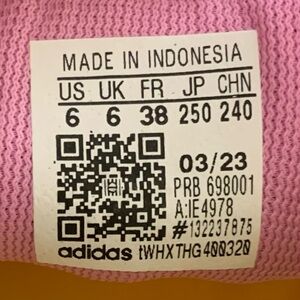 MADE IN INDONESIA
US UK FR JP CHN
6 6 38 250 240
03/23
PRB 698001
A:IE4978
#132237875
adidas tWHXTHG400320